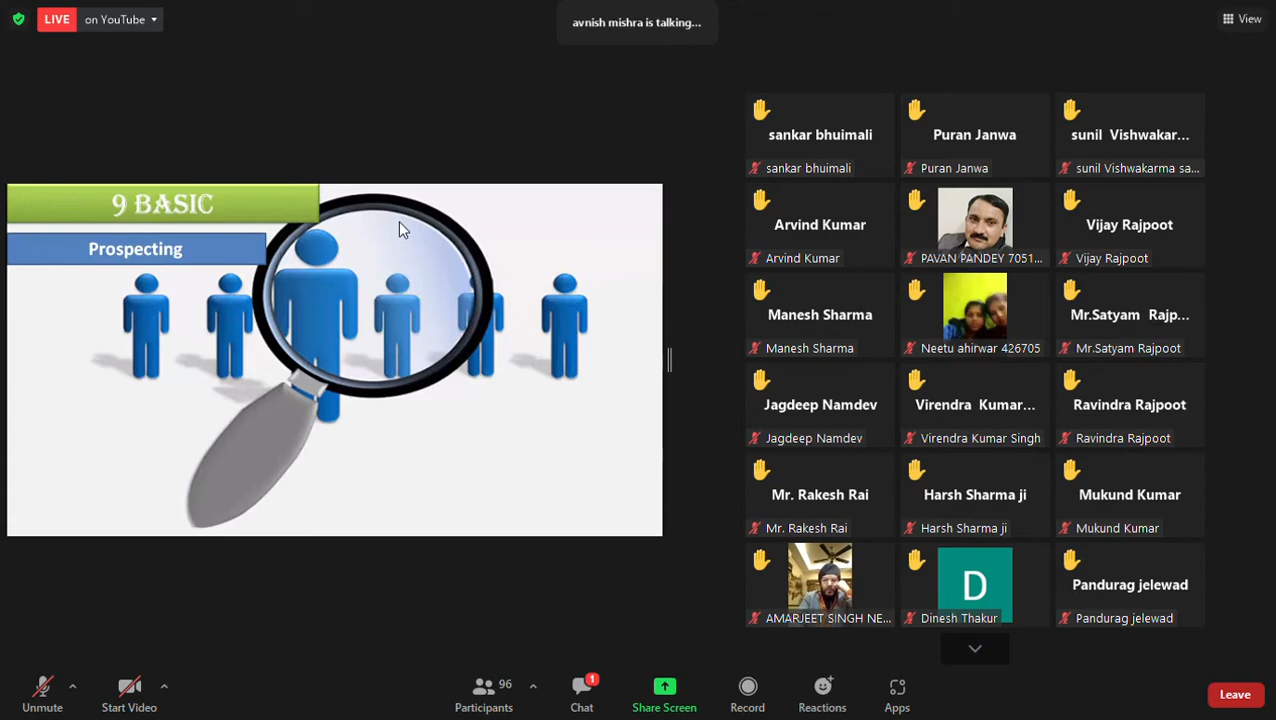 LIVE on YouTube
avnish mishra is talking...
View
9 BASIC
Prospecting
sankar bhuimali
sankar bhuimali
Puran Janwa
Puran Janwa
sunil Vishwakar...
sunil Vishwakarma sa...
Arvind Kumar
Arvind Kumar
PAVAN PANDEY 7051...
Vijay Rajpoot
Vijay Rajpoot
Manesh Sharma
Manesh Sharma
Neetu ahirwar 426705
Mr.Satyam Rajp...
Mr.Satyam Rajpoot
Jagdeep Namdev
Jagdeep Namdev
Virendra Kumar...
Virendra Kumar Singh
Ravindra Rajpoot
Ravindra Rajpoot
Mr. Rakesh Rai
Mr. Rakesh Rai
Harsh Sharma ji
Harsh Sharma ji
Mukund Kumar
Mukund Kumar
AMARJEET SINGH NE...
D
Dinesh Thakur
Pandurag jelewad
Pandurag jelewad
Unmute
Start Video
96
Participants
1
Chat
Share Screen
Record
Reactions
Apps
Leave